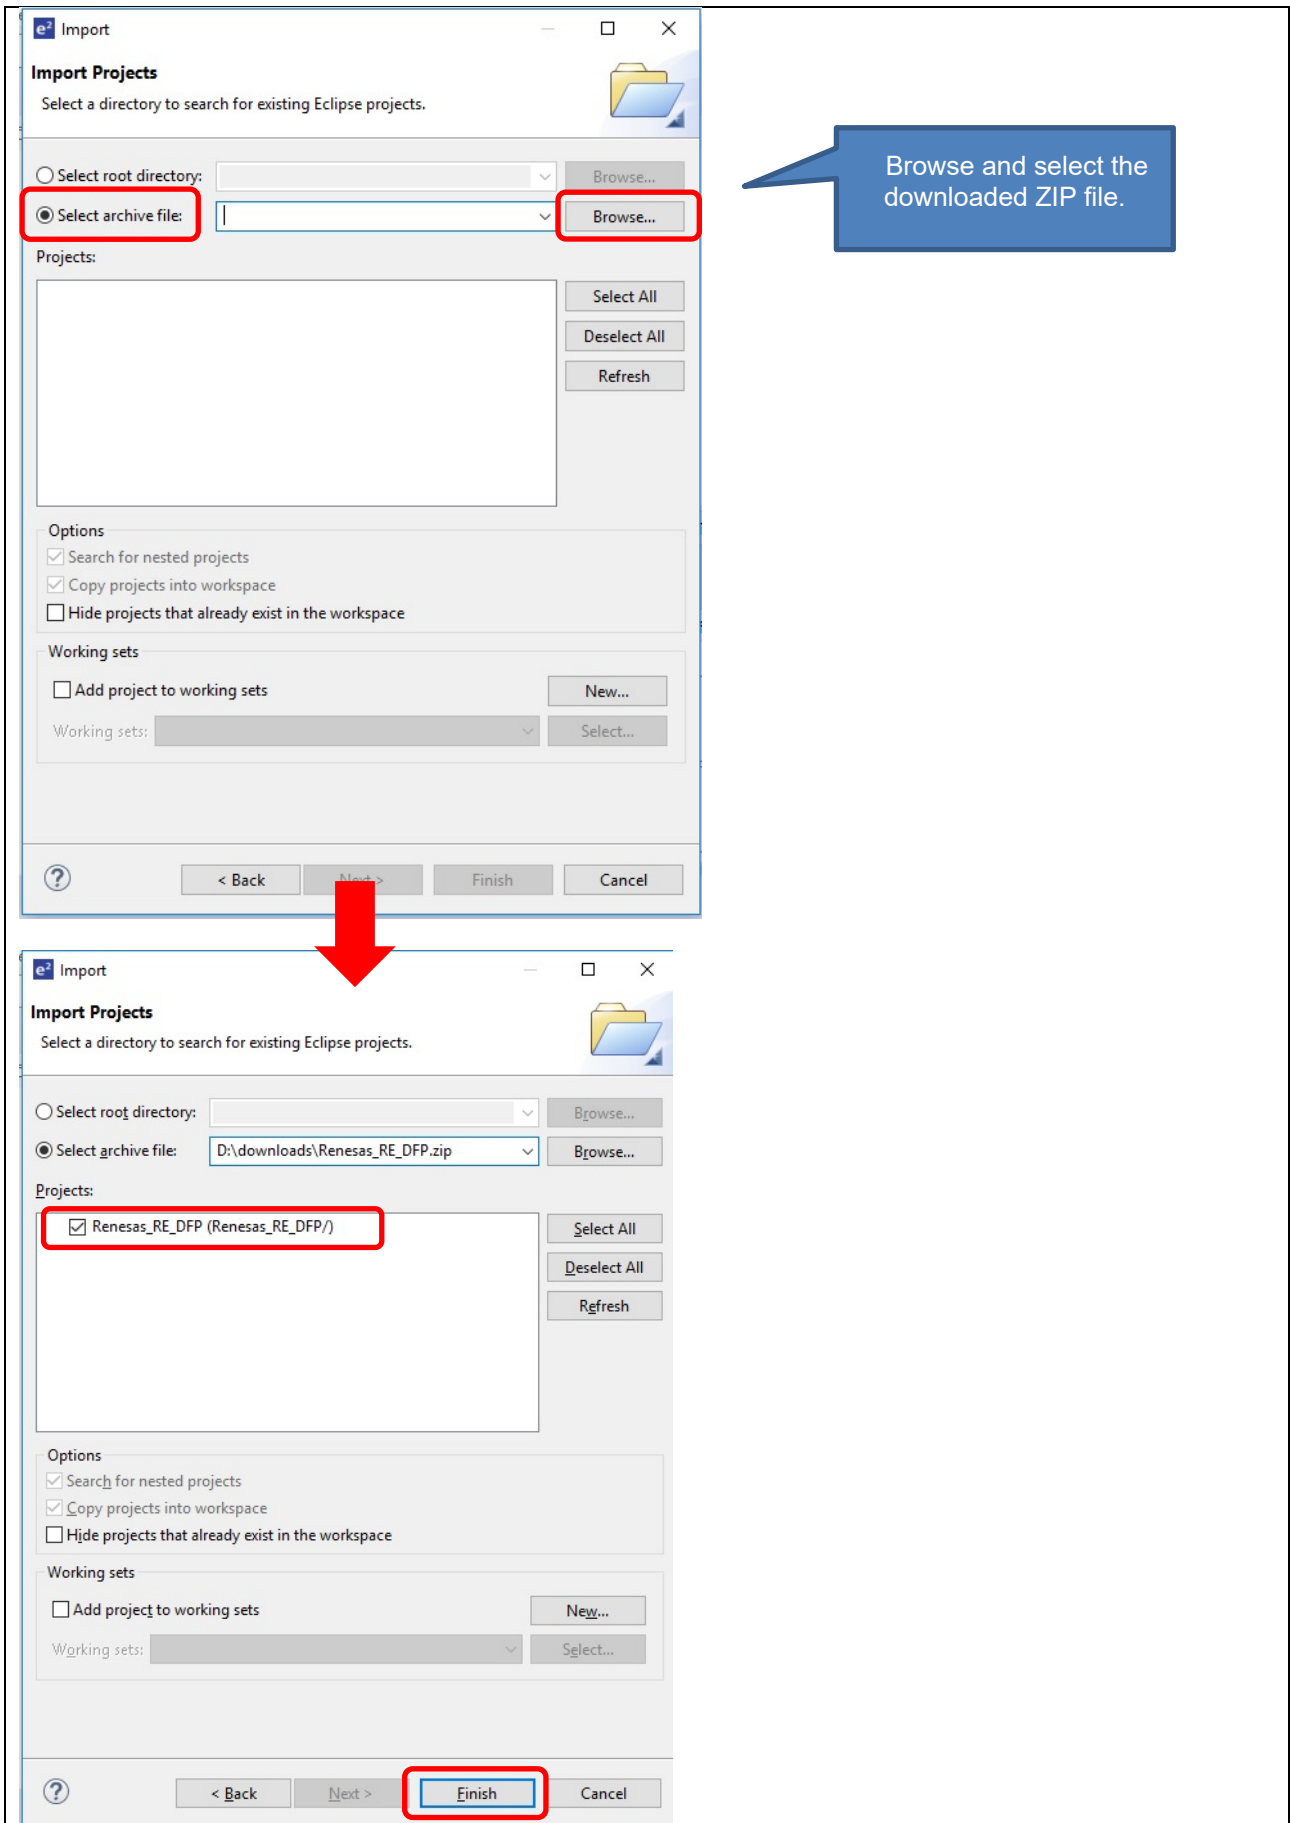 e² Import
Import Projects
Select a directory to search for existing Eclipse projects.
Select root directory: Browse...
Select archive file: Browse...
Browse and select the
downloaded ZIP file.
Projects:
Select All
Deselect All
Refresh
Options
Search for nested projects
Copy projects into workspace
Hide projects that already exist in the workspace
Working sets
Add project to working sets New...
Working sets: Select...
? < Back Next > Finish Cancel
e² Import
Import Projects
Select a directory to search for existing Eclipse projects.
Select root directory: Browse...
Select archive file: D:\downloads\Renesas_RE_DFP.zip Browse...
Projects:
Renesas_RE_DFP (Renesas_RE_DFP/) Select All
Deselect All
Refresh
Options
Search for nested projects
Copy projects into workspace
Hide projects that already exist in the workspace
Working sets
Add project to working sets New...
Working sets: Select...
? < Back Next > Finish Cancel